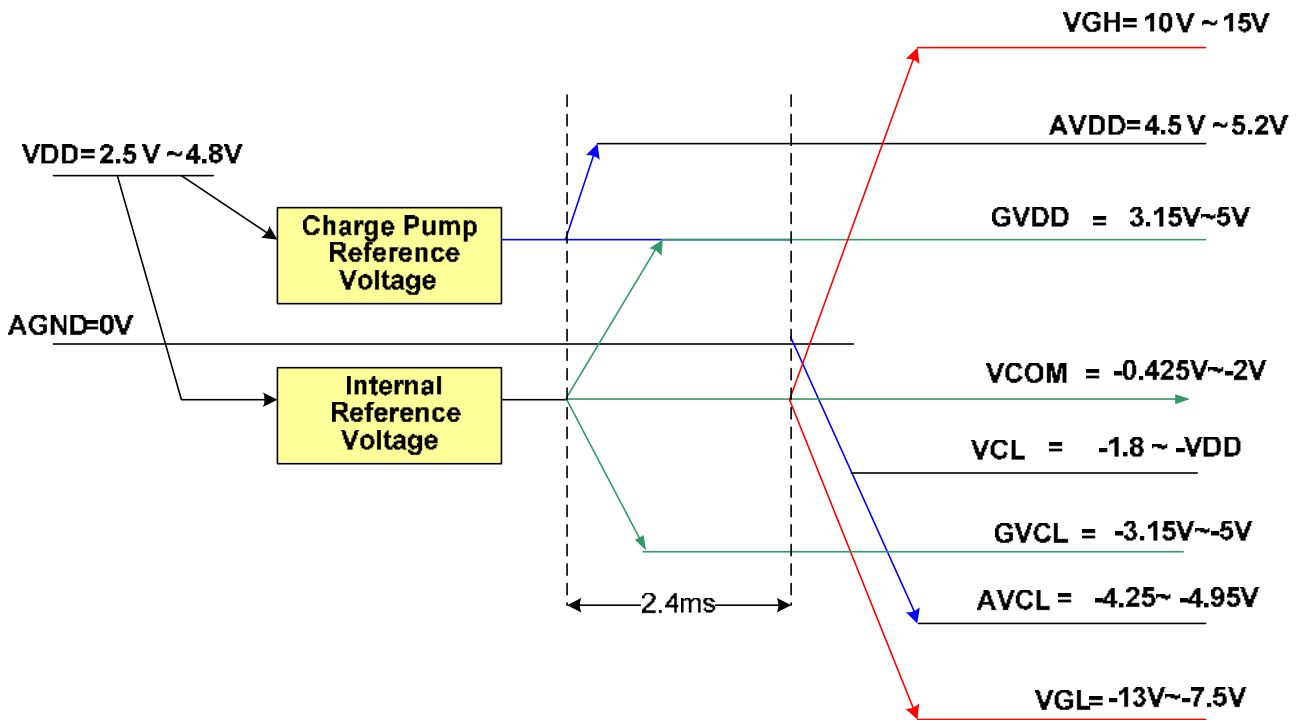 VGH= 10V ~ 15V
AVDD= 4.5 V ~5.2V
VDD= 2.5 V ~4.8V
Charge Pump
Reference
Voltage
GVDD = 3.15V~5V
AGND=0V
Internal
Reference
Voltage
VCOM = -0.425V~-2V
VCL = -1.8 ~ -VDD
GVCL = -3.15V~-5V
2.4ms
AVCL = -4.25~ -4.95V
VGL= -13V~-7.5V